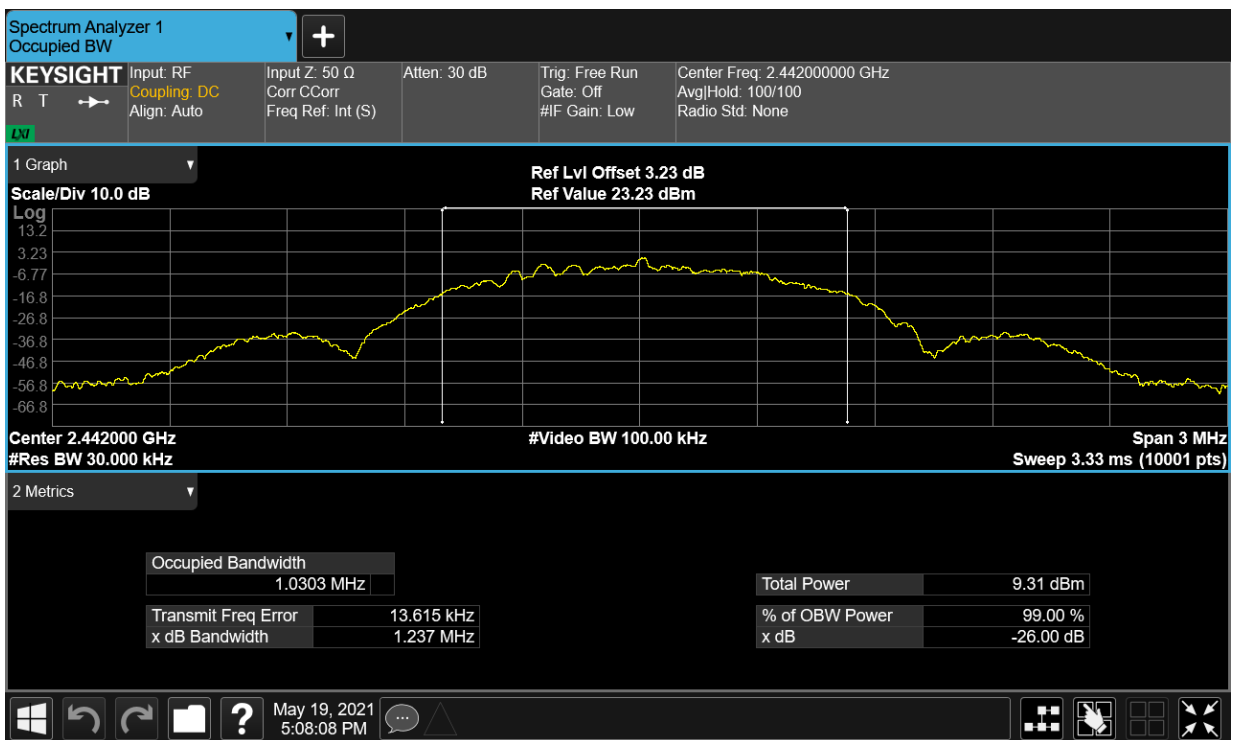 Spectrum Analyzer 1
Occupied BW
KEYSIGHT Input: RF Input Z: 50 Ω Atten: 30 dB Trig: Free Run Center Freq: 2.442000000 GHz
R T Coupling: DC Corr CCorr Gate: Off Avg|Hold: 100/100
Align: Auto Freq Ref: Int (S) #IF Gain: Low Radio Std: None
LXI
1 Graph
Ref Lvl Offset 3.23 dB
Scale/Div 10.0 dB Ref Value 23.23 dBm
Log
13.2
3.23
-6.77
-16.8
-26.8
-36.8
-46.8
-56.8
-66.8
Center 2.442000 GHz #Video BW 100.00 kHz Span 3 MHz
#Res BW 30.000 kHz Sweep 3.33 ms (10001 pts)
2 Metrics
Occupied Bandwidth
1.0303 MHz Total Power 9.31 dBm
Transmit Freq Error 13.615 kHz % of OBW Power 99.00 %
x dB Bandwidth 1.237 MHz x dB -26.00 dB
? May 19, 2021
5:08:08 PM